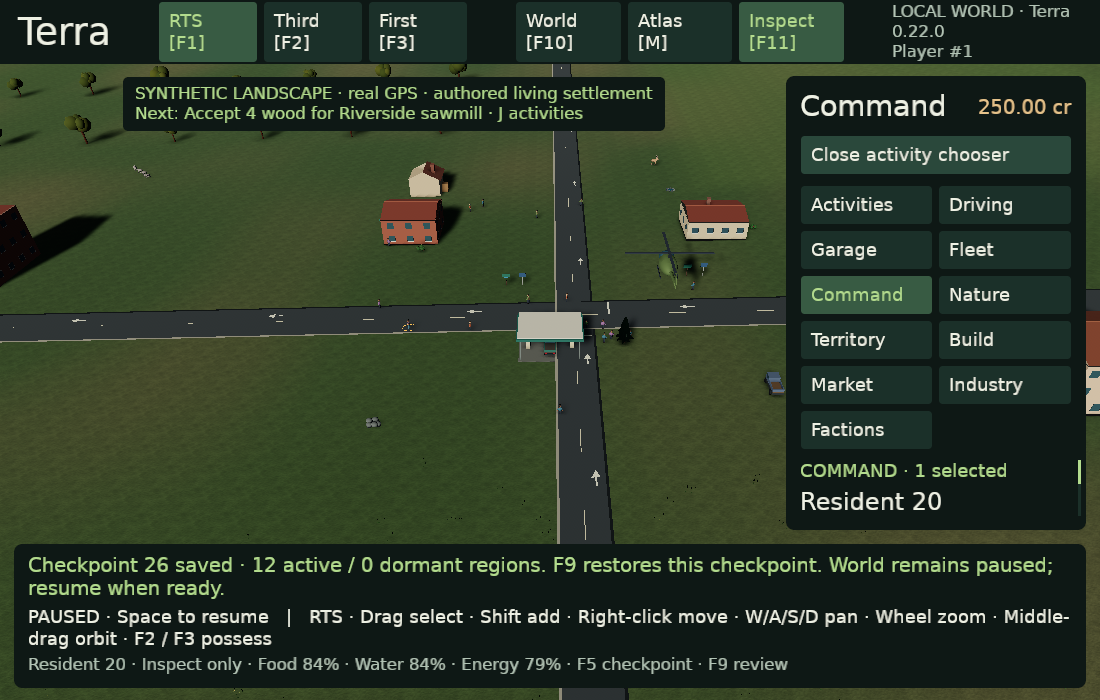 Terra
RTS
[F1]
Third
[F2]
First
[F3]
World
[F10]
Atlas
[M]
Inspect
[F11]
LOCAL WORLD · Terra
0.22.0
Player #1
SYNTHETIC LANDSCAPE · real GPS · authored living settlement
Next: Accept 4 wood for Riverside sawmill · J activities
Command 250.00 cr
Close activity chooser
Activities Driving
Garage Fleet
Command Nature
Territory Build
Market Industry
Factions
COMMAND · 1 selected
Resident 20
Checkpoint 26 saved · 12 active / 0 dormant regions. F9 restores this checkpoint. World remains paused;
resume when ready.
PAUSED · Space to resume | RTS · Drag select · Shift add · Right-click move · W/A/S/D pan · Wheel zoom · Middle-
drag orbit · F2 / F3 possess
Resident 20 · Inspect only · Food 84% · Water 84% · Energy 79% · F5 checkpoint · F9 review